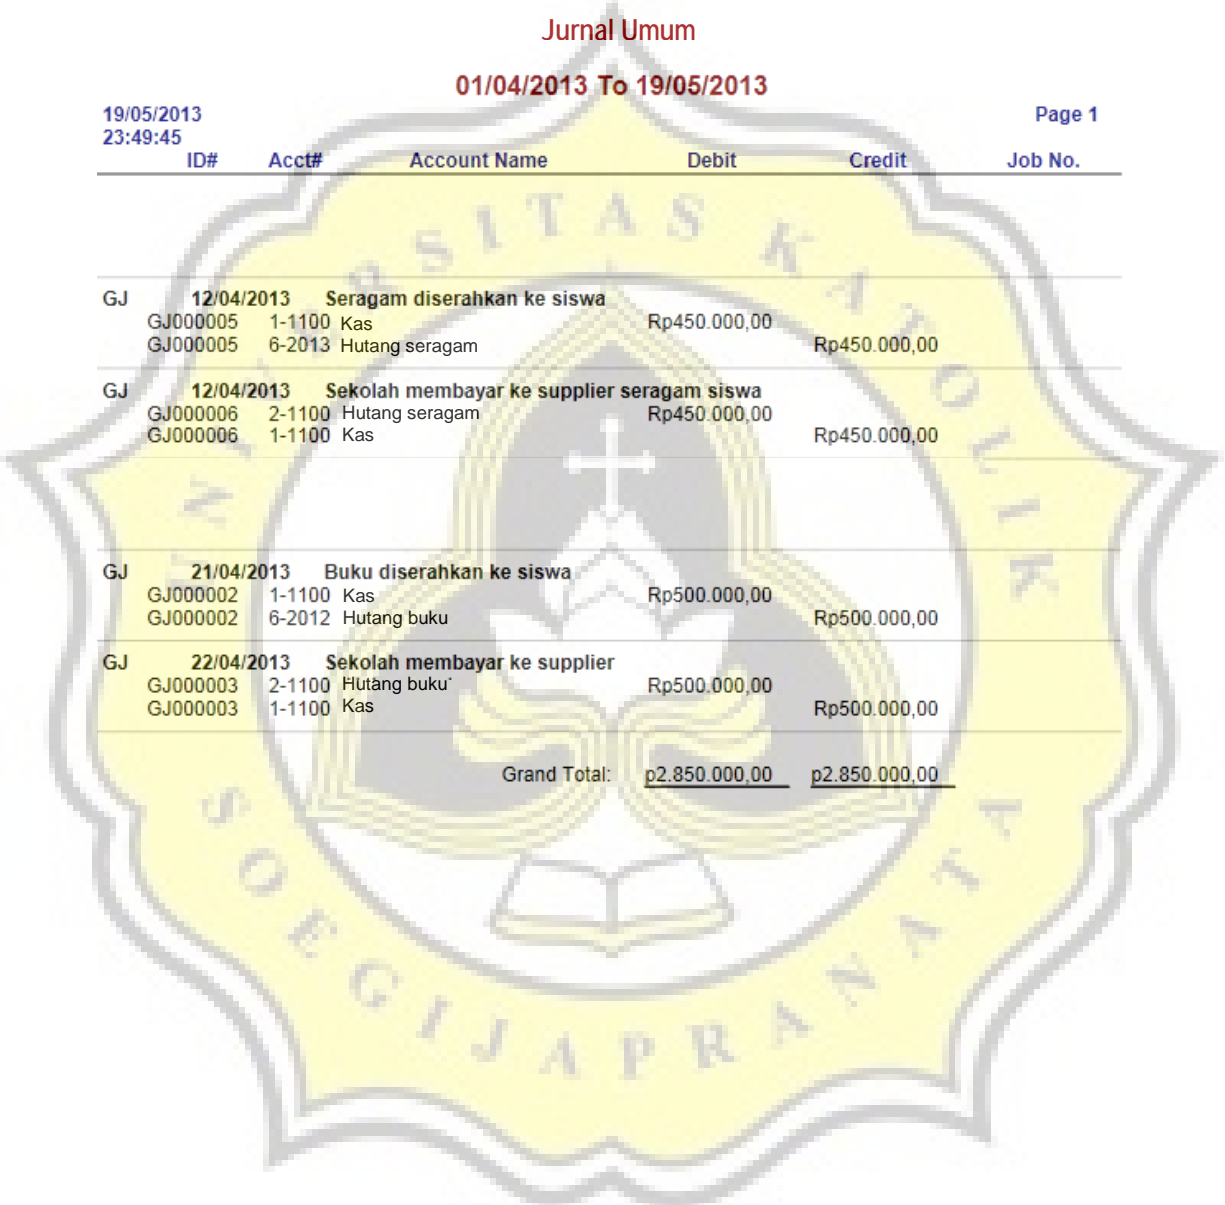 Jurnal Umum
01/04/2013 To 19/05/2013
19/05/2013 Page 1
23:49:45
ID# Acct# Account Name Debit Credit Job No.
GJ 12/04/2013 Seragam diserahkan ke siswa
GJ000005 1-1100 Kas Rp450.000,00
GJ000005 6-2013 Hutang seragam Rp450.000,00
GJ 12/04/2013 Sekolah membayar ke supplier seragam siswa
GJ000006 2-1100 Hutang seragam Rp450.000,00
GJ000006 1-1100 Kas Rp450.000,00
GJ 21/04/2013 Buku diserahkan ke siswa
GJ000002 1-1100 Kas Rp500.000,00
GJ000002 6-2012 Hutang buku Rp500.000,00
GJ 22/04/2013 Sekolah membayar ke supplier
GJ000003 2-1100 Hutang buku Rp500.000,00
GJ000003 1-1100 Kas Rp500.000,00
Grand Total: p2.850.000,00 p2.850.000,00
UNIVERSITAS KATOLIK
SOEGIJAPRANATA